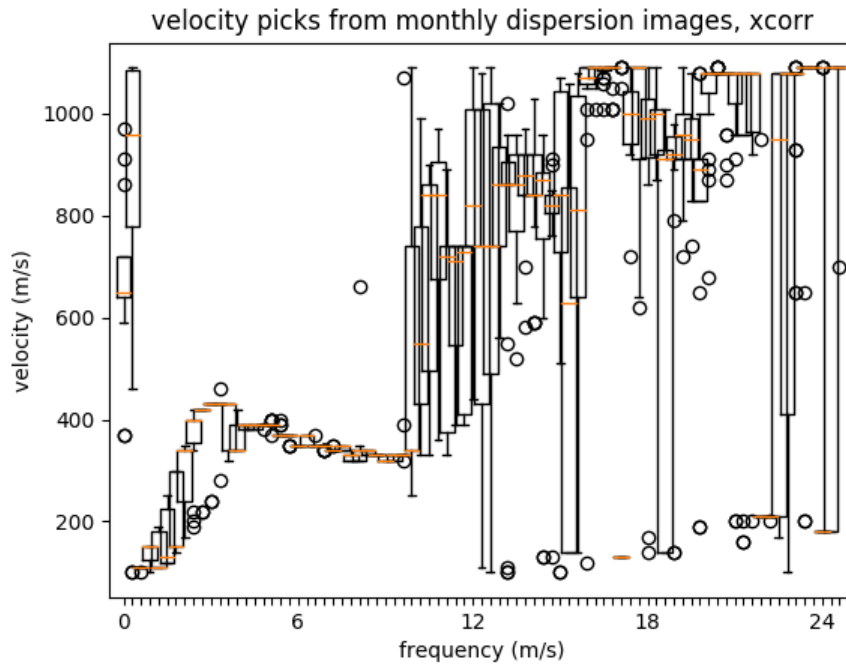 velocity picks from monthly dispersion images, xcorr
velocity (m/s)
1000
800
600
400
200
0 6 12 18 24
frequency (m/s)